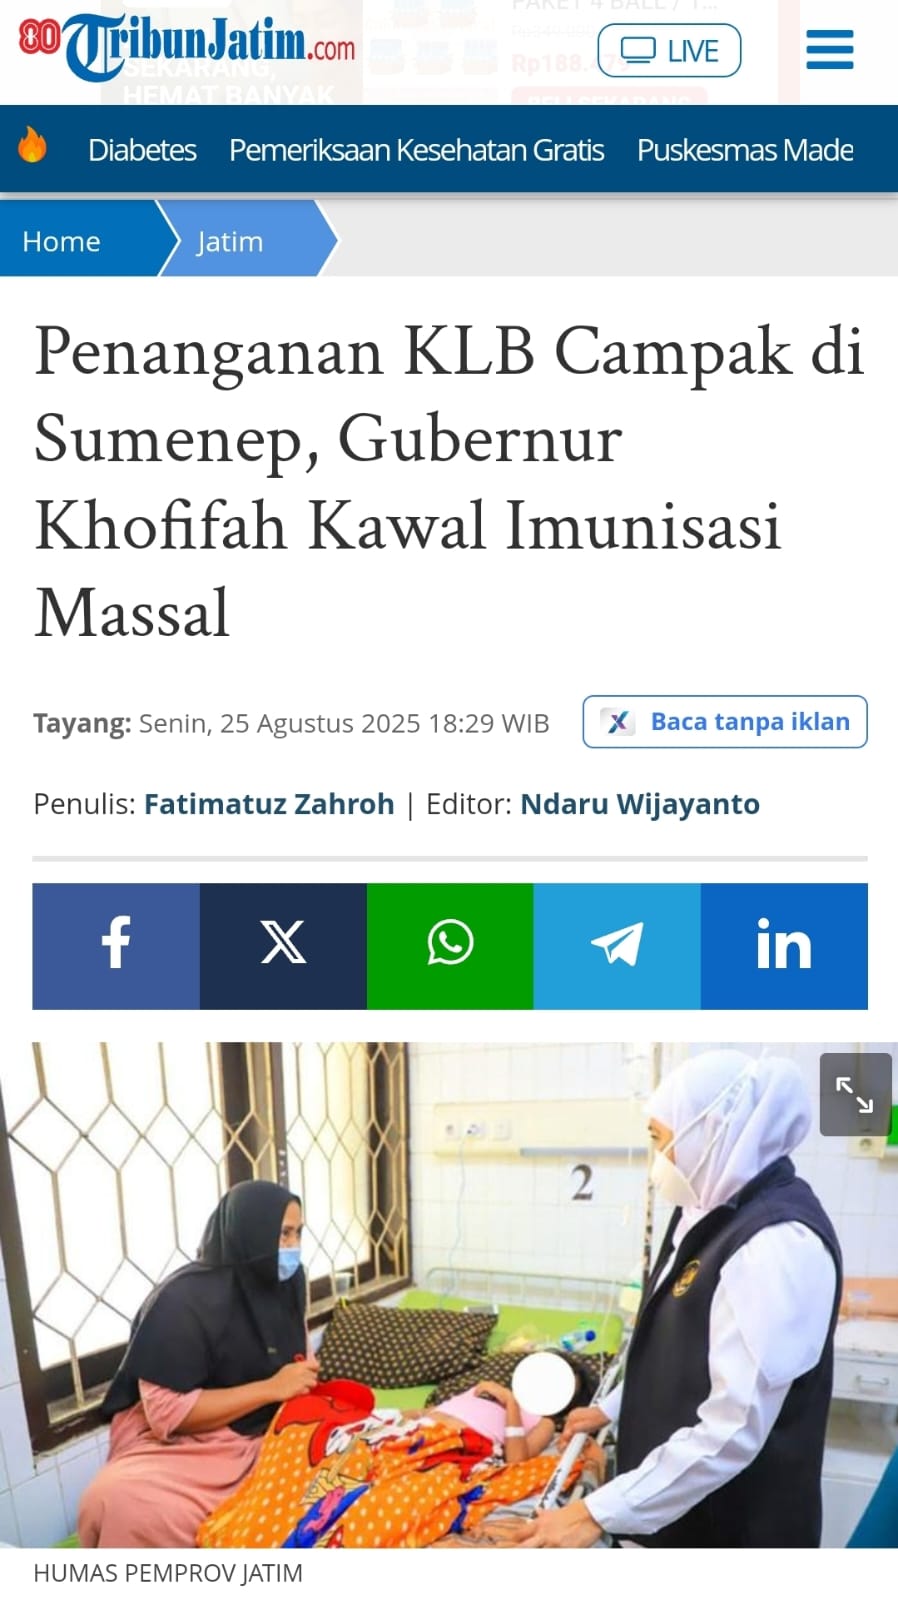 80 TribunJatim.com
PAKET 4 BALL / 1...
SEKARANG,
HEMAT BANYAK
LIVE
Diabetes Pemeriksaan Kesehatan Gratis Puskesmas Made
Home Jatim
Penanganan KLB Campak di
Sumenep, Gubernur
Khofifah Kawal Imunisasi
Massal
Tayang: Senin, 25 Agustus 2025 18:29 WIB
Baca tanpa iklan
Penulis: Fatimatuz Zahroh | Editor: Ndaru Wijayanto
2
HUMAS PEMPROV JATIM